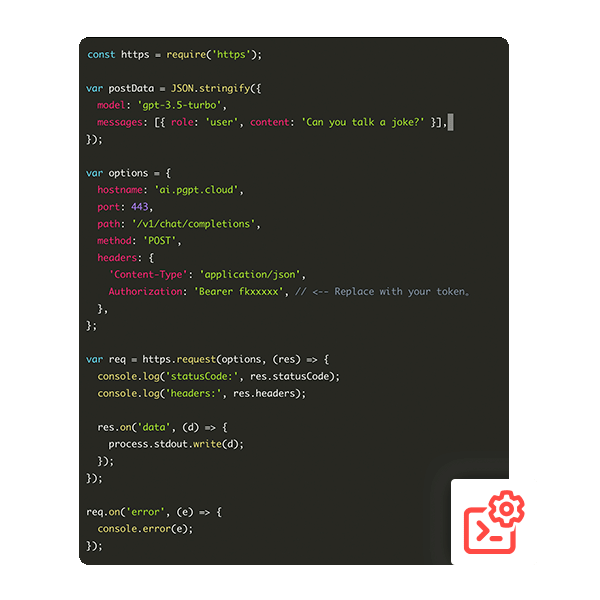 const https = require('https');

var postData = JSON.stringify({
  model: 'gpt-3.5-turbo',
  messages: [{ role: 'user', content: 'Can you talk a joke?' }],
});

var options = {
  hostname: 'ai.pgpt.cloud',
  port: 443,
  path: '/v1/chat/completions',
  method: 'POST',
  headers: {
    'Content-Type': 'application/json',
    Authorization: 'Bearer fkxxxxx', // <-- Replace with your token。
  },
};

var req = https.request(options, (res) => {
  console.log('statusCode:', res.statusCode);
  console.log('headers:', res.headers);

  res.on('data', (d) => {
    process.stdout.write(d);
  });
});

req.on('error', (e) => {
  console.error(e);
});